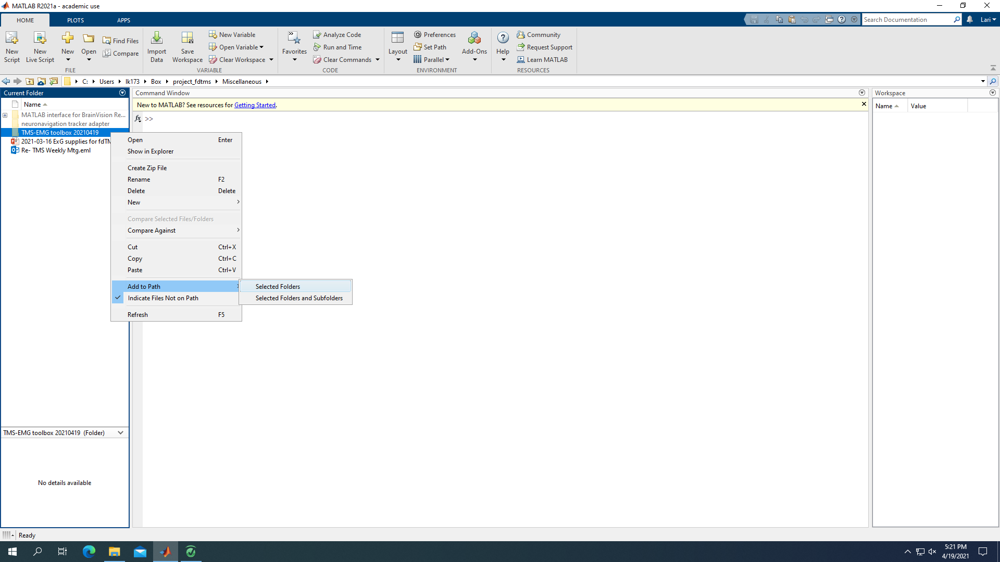 MATLAB R2021a - academic use
HOME PLOTS APPS
Search Documentation Lari
New Script
New Live Script
New
Open
Find Files
Compare
FILE
Import Data
Save Workspace
New Variable
Open Variable
Clear Workspace
VARIABLE
Favorites
Analyze Code
Run and Time
Clear Commands
CODE
Layout
Preferences
Set Path
Parallel
Add-Ons
ENVIRONMENT
Help
Community
Request Support
Learn MATLAB
RESOURCES
C: Users lk173 Box project_fdtms Miscellaneous
Current Folder
Name
MATLAB interface for BrainVision Re...
neuronavigation tracker adapter
TMS-EMG toolbox 20210419
2021-03-16 ExG supplies for fdTM
Re- TMS Weekly Mtg.eml
Command Window
New to MATLAB? See resources for Getting Started.
fx >>
Workspace
Name Value
Open Enter
Show in Explorer
Create Zip File
Rename F2
Delete Delete
New
Compare Selected Files/Folders
Compare Against
Cut Ctrl+X
Copy Ctrl+C
Paste Ctrl+V
Add to Path
Indicate Files Not on Path
Refresh F5
Selected Folders
Selected Folders and Subfolders
TMS-EMG toolbox 20210419 (Folder)
No details available
Ready
5:21 PM
4/19/2021